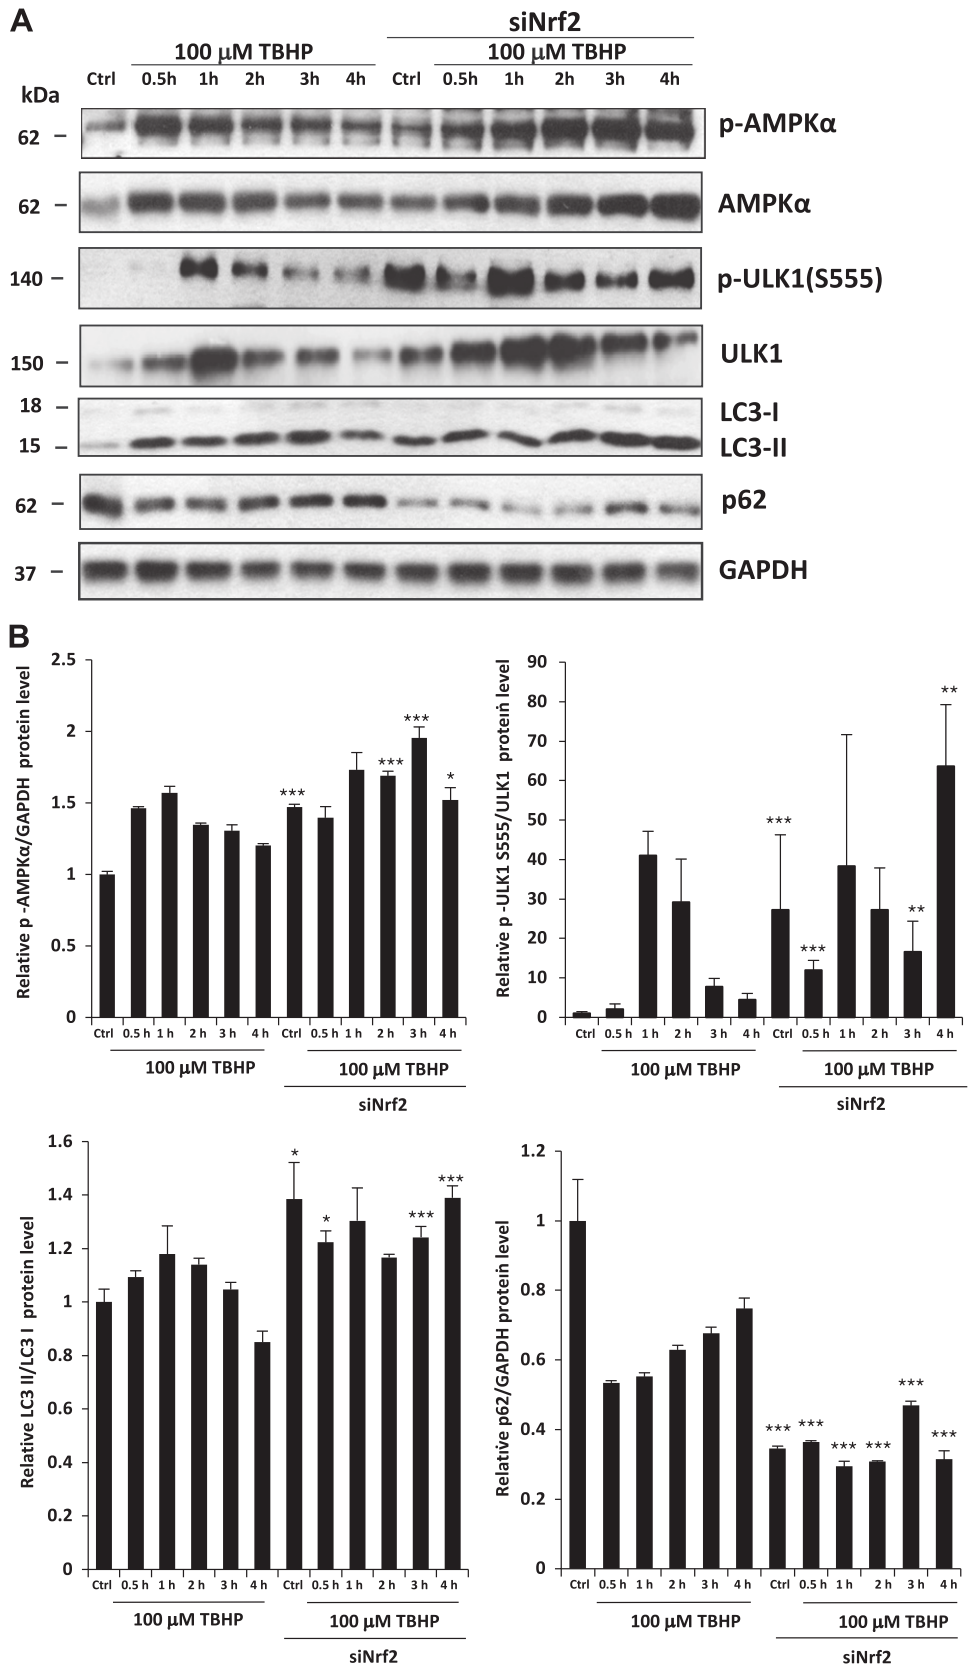 A
siNrf2
100 µM TBHP 100 µM TBHP
Ctrl 0.5h 1h 2h 3h 4h Ctrl 0.5h 1h 2h 3h 4h
kDa
62 – p-AMPKα
62 – AMPKα
140 – p-ULK1(S555)
150 – ULK1
18 – LC3-I
15 – LC3-II
62 – p62
37 – GAPDH
B
Relative p -AMPKα/GAPDH protein level
2.5
2
1.5
1
0.5
0
*** *** *** *
Ctrl 0.5 h 1 h 2 h 3 h 4 h Ctrl 0.5 h 1 h 2 h 3 h 4 h
100 µM TBHP 100 µM TBHP
siNrf2
Relative p -ULK1 S555/ULK1 protein level
90
80
70
60
50
40
30
20
10
0
*** *** ** **
Ctrl 0.5h 1 h 2 h 3 h 4 h Ctrl 0.5 h 1 h 2 h 3 h 4 h
100 µM TBHP 100 µM TBHP
siNrf2
Relative LC3 II/LC3 I protein level
1.6
1.4
1.2
1
0.8
0.6
0.4
0.2
0
* * *** ***
Ctrl 0.5 h 1 h 2 h 3 h 4 h Ctrl 0.5 h 1 h 2 h 3 h 4 h
100 µM TBHP 100 µM TBHP
siNrf2
Relative p62/GAPDH protein level
1.2
1
0.8
0.6
0.4
0.2
0
*** *** *** *** *** ***
Ctrl 0.5 h 1 h 2 h 3 h 4 h Ctrl 0.5 h 1 h 2 h 3 h 4 h
100 µM TBHP 100 µM TBHP
siNrf2